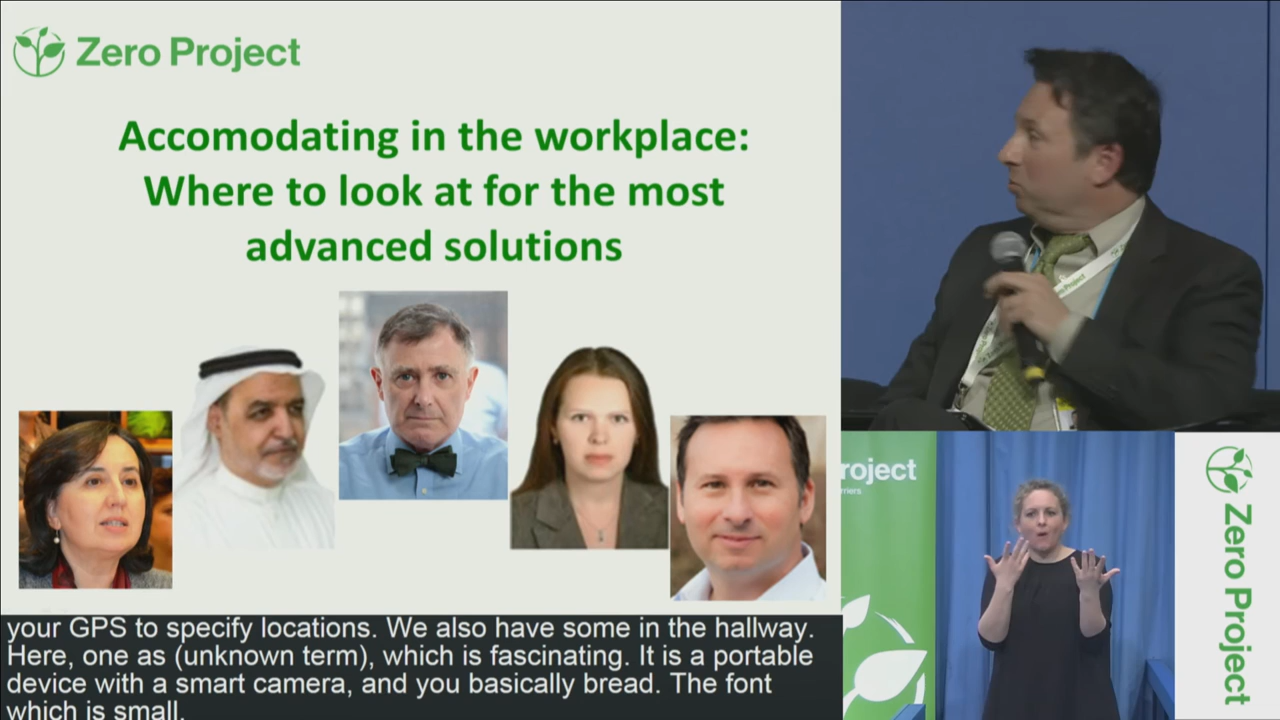 Zero Project
Accomodating in the workplace:
Where to look at for the most
advanced solutions
your GPS to specify locations. We also have some in the hallway.
Here, one as (unknown term), which is fascinating. It is a portable
device with a smart camera, and you basically bread. The font
which is small.
Project
roject
rriers
Zero Project